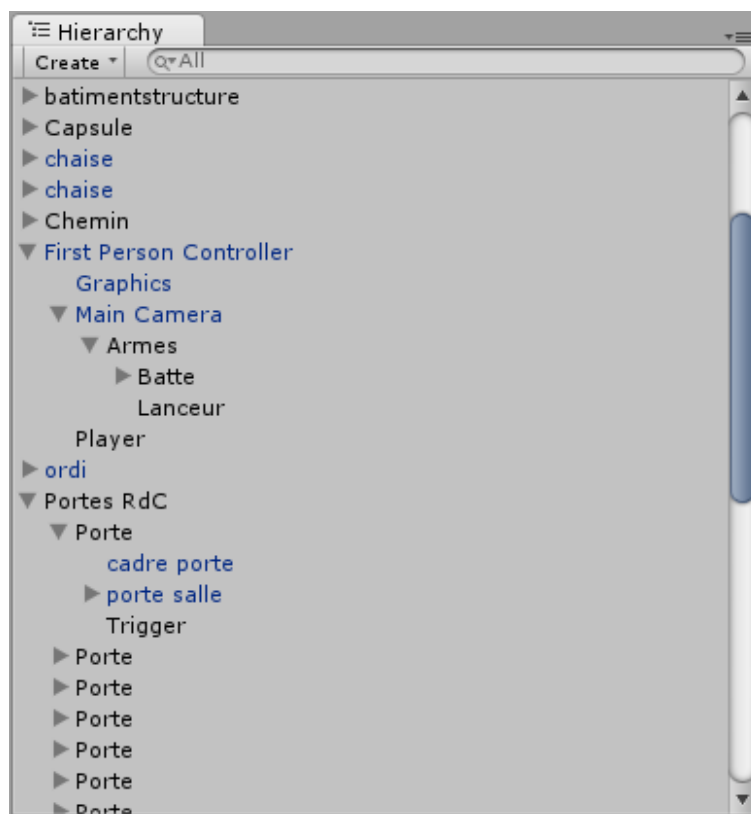 Hierarchy
Create All
batimentstructure
Capsule
chaise
chaise
Chemin
First Person Controller
Graphics
Main Camera
Armes
Batte
Lanceur
Player
ordi
Portes RdC
Porte
cadre porte
porte salle
Trigger
Porte
Porte
Porte
Porte
Porte
Porte